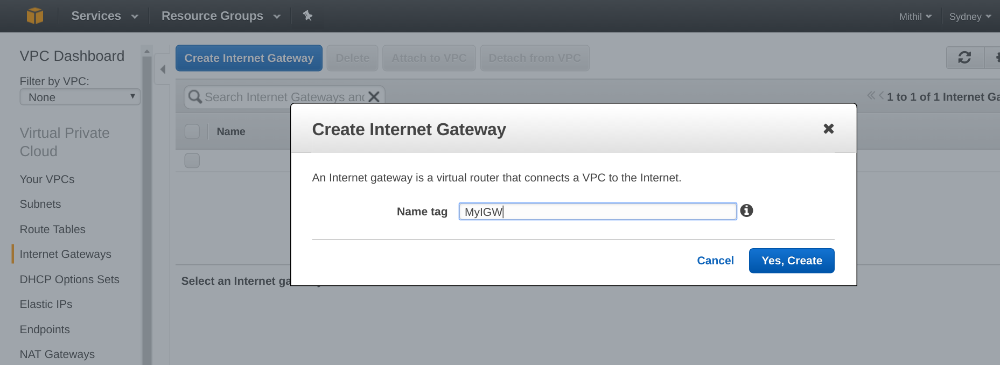 Services Resource Groups Mithil Sydney
VPC Dashboard
Filter by VPC:
None
Virtual Private
Cloud
Your VPCs
Subnets
Route Tables
Internet Gateways
DHCP Options Sets
Elastic IPs
Endpoints
NAT Gateways
Create Internet Gateway Delete Attach to VPC Detach from VPC
Search Internet Gateways and
1 to 1 of 1 Internet Ga
Name
Select an Internet ga
Create Internet Gateway
An Internet gateway is a virtual router that connects a VPC to the Internet.
Name tag MyIGW
Cancel Yes, Create